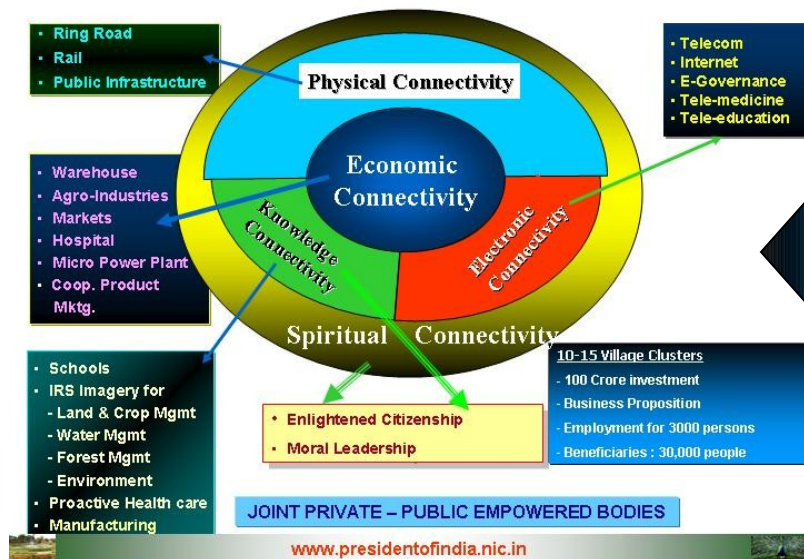 • Ring Road
• Rail
• Public Infrastructure
Physical Connectivity
• Telecom
• Internet
• E-Governance
• Tele-medicine
• Tele-education
Economic
Connectivity
• Warehouse
• Agro-Industries
• Markets
• Hospital
• Micro Power Plant
• Coop. Product
Mktg.
Knowledge
Connectivity
Electronic
Connectivity
Spiritual Connectivity
• Schools
• IRS Imagery for
- Land & Crop Mgmt
- Water Mgmt
- Forest Mgmt
- Environment
• Proactive Health care
• Manufacturing
• Enlightened Citizenship
• Moral Leadership
10-15 Village Clusters
- 100 Crore investment
- Business Proposition
- Employment for 3000 persons
- Beneficiaries : 30,000 people
JOINT PRIVATE – PUBLIC EMPOWERED BODIES
www.presidentofindia.nic.in